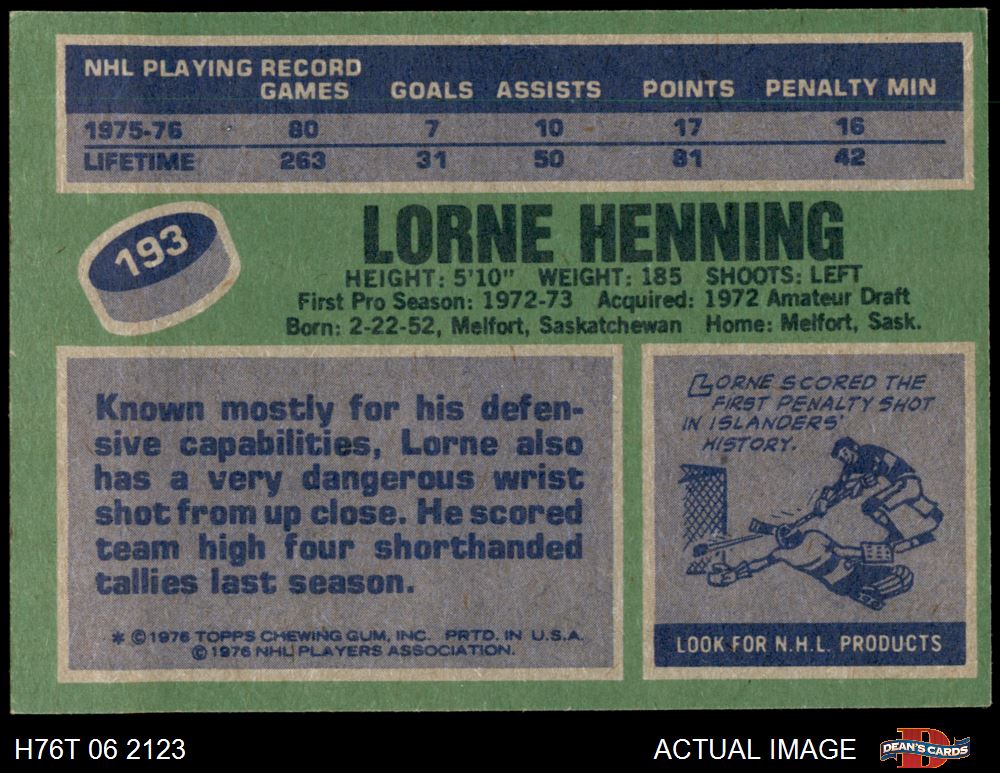 NHL PLAYING RECORD
GAMES GOALS ASSISTS POINTS PENALTY MIN
1975-76 80 7 10 17 16
LIFETIME 263 31 50 81 42
193
LORNE HENNING
HEIGHT: 5'10" WEIGHT: 185 SHOOTS: LEFT
First Pro Season: 1972-73 Acquired: 1972 Amateur Draft
Born: 2-22-52, Melfort, Saskatchewan Home: Melfort, Sask.
Known mostly for his defen-
sive capabilities, Lorne also
has a very dangerous wrist
shot from up close. He scored
team high four shorthanded
tallies last season.
* © 1976 TOPPS CHEWING GUM, INC. PRTD. IN U.S.A.
© 1976 NHL PLAYERS ASSOCIATION.
LORNE SCORED THE
FIRST PENALTY SHOT
IN ISLANDERS'
HISTORY.
LOOK FOR N.H.L. PRODUCTS
H76T 06 2123 ACTUAL IMAGE
D
DEAN'S CARDS